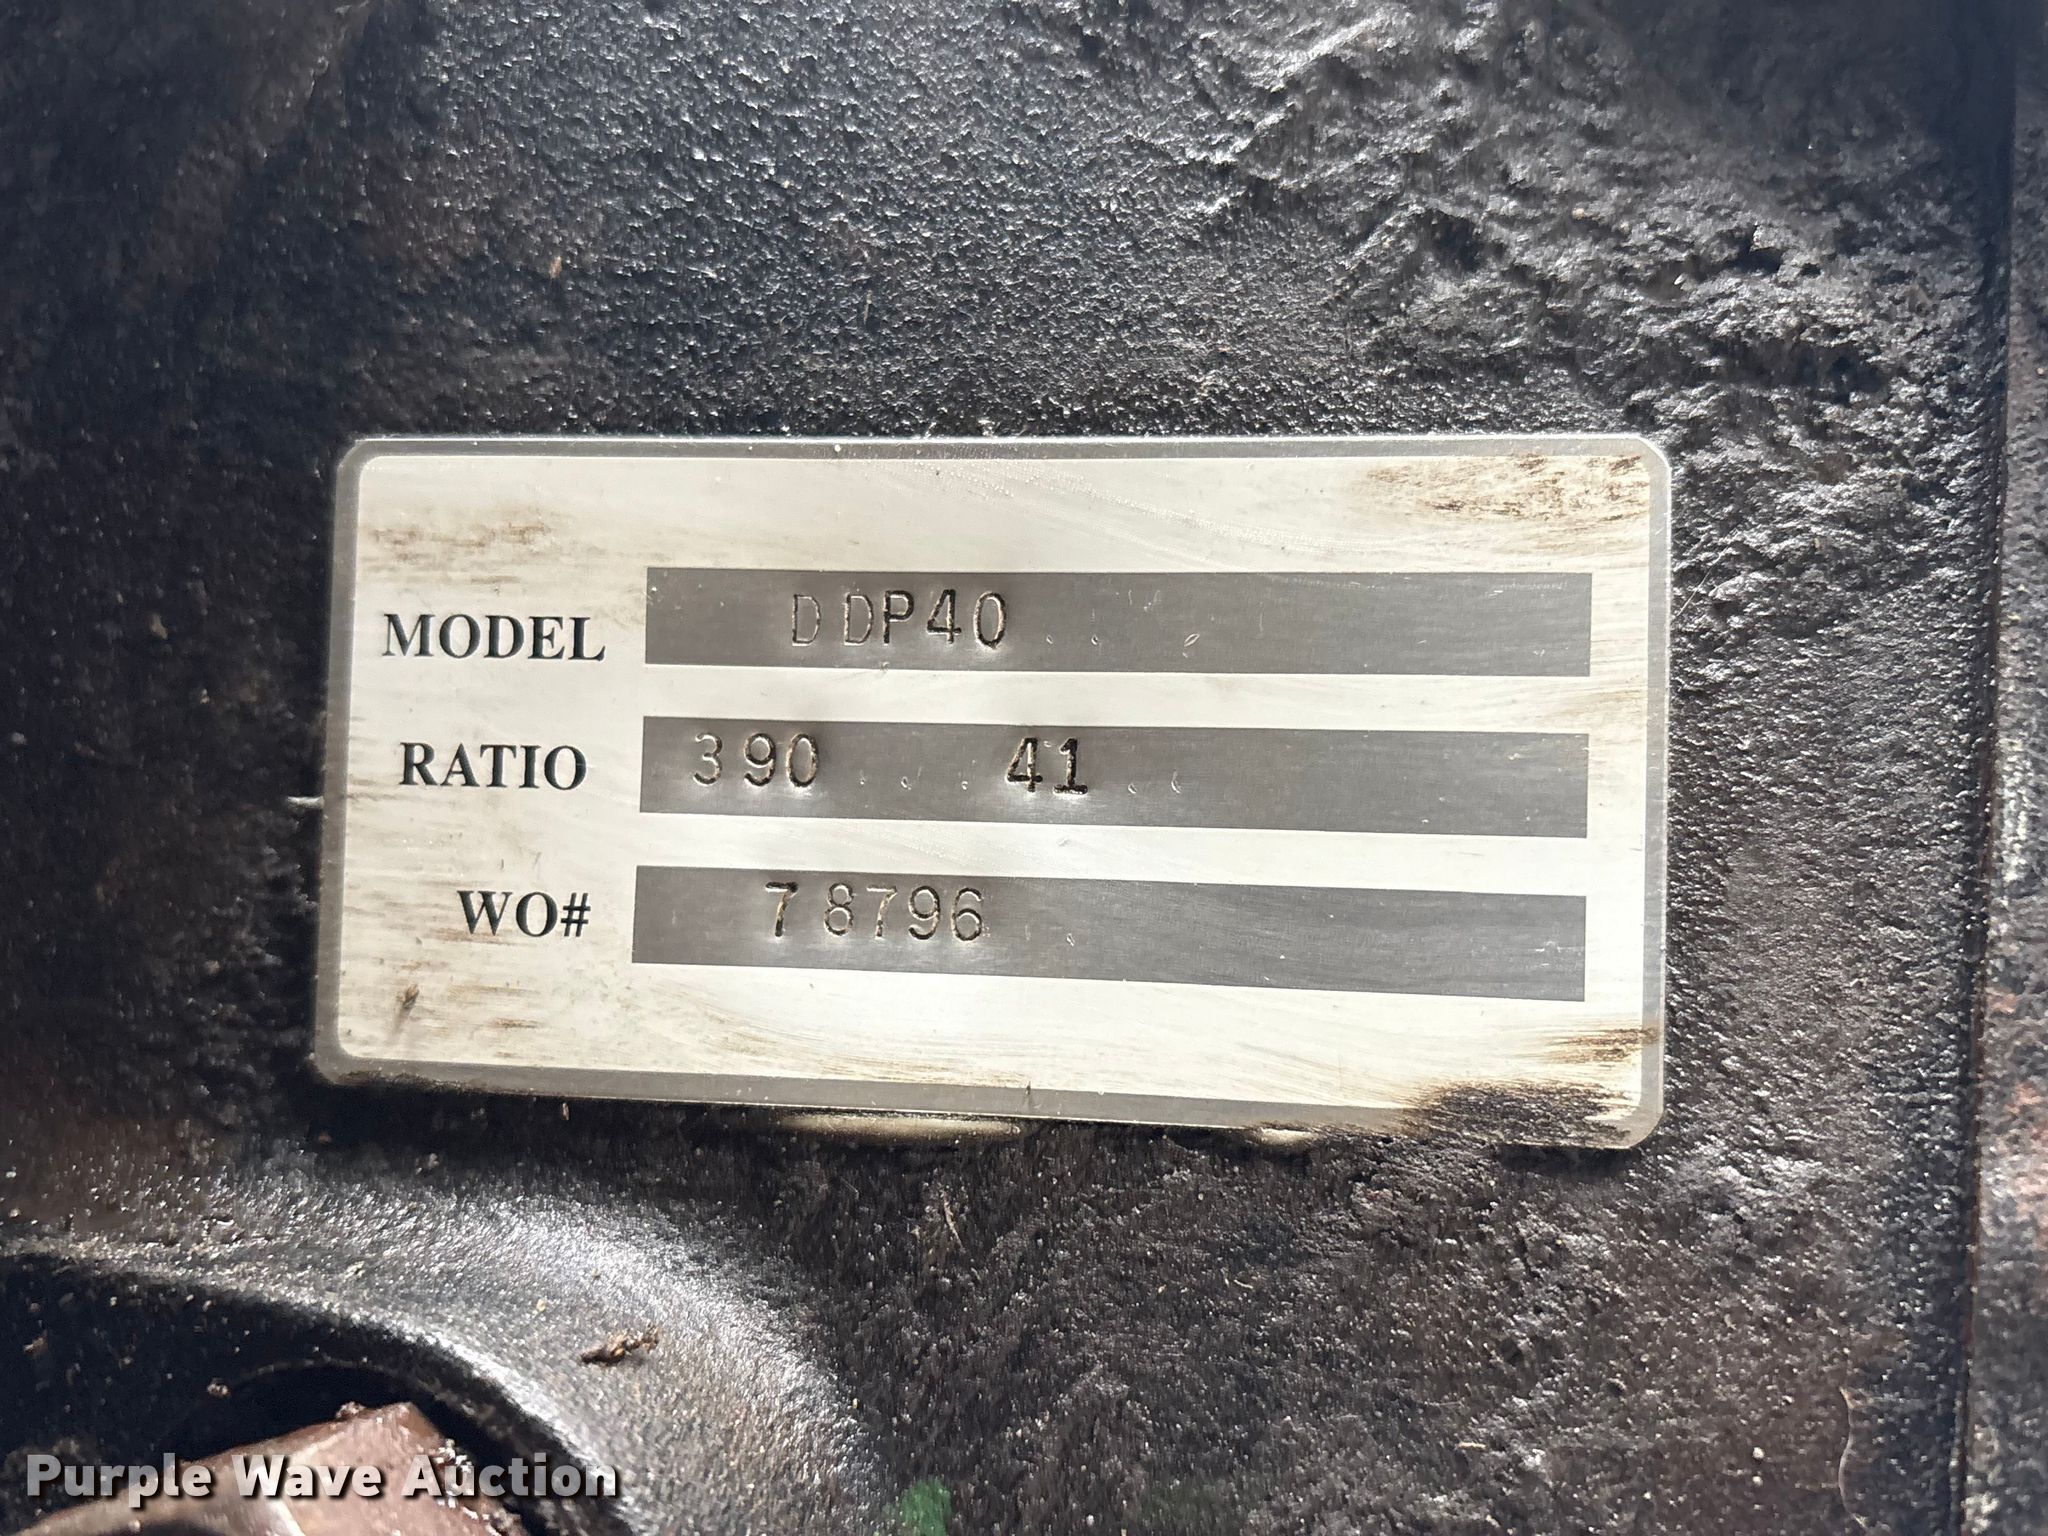 MODEL DDP40
RATIO 390 41
WO# 78796
Purple Wave Auction